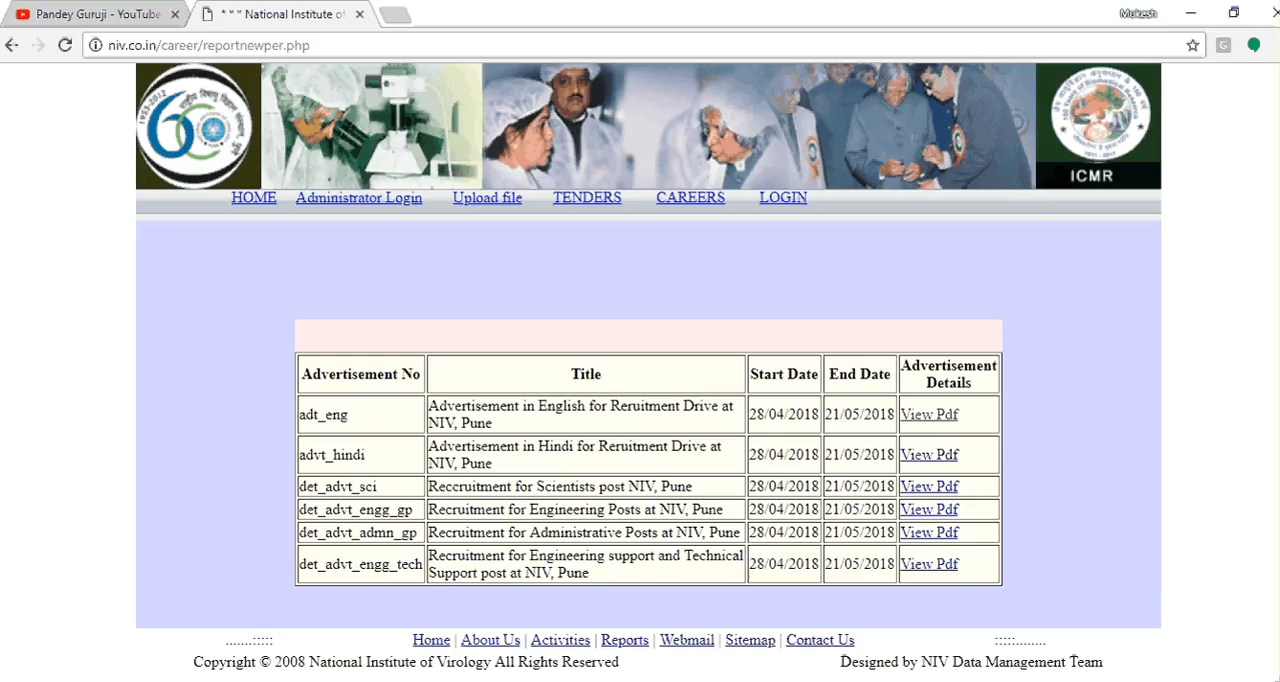 Pandey Guruji - YouTube
* * * National Institute of
Mukesh
niv.co.in/career/reportnewper.php
1953-2012
60
ICMR
HOME Administrator Login Upload file TENDERS CAREERS LOGIN
Advertisement No Title Start Date End Date Advertisement Details
adt_eng Advertisement in English for Reruitment Drive at 28/04/2018 21/05/2018 View Pdf
NIV, Pune
advt_hindi Advertisement in Hindi for Reruitment Drive at 28/04/2018 21/05/2018 View Pdf
NIV, Pune
det_advt_sci Reccruitment for Scientists post NIV, Pune 28/04/2018 21/05/2018 View Pdf
det_advt_engg_gp Recruitment for Engineering Posts at NIV, Pune 28/04/2018 21/05/2018 View Pdf
det_advt_admn_gp Recruitment for Administrative Posts at NIV, Pune 28/04/2018 21/05/2018 View Pdf
det_advt_engg_tech Recruitment for Engineering support and Technical 28/04/2018 21/05/2018 View Pdf
Support post at NIV, Pune
.......::::: Home | About Us | Activities | Reports | Webmail | Sitemap | Contact Us :::::.......
Copyright © 2008 National Institute of Virology All Rights Reserved Designed by NIV Data Management Team